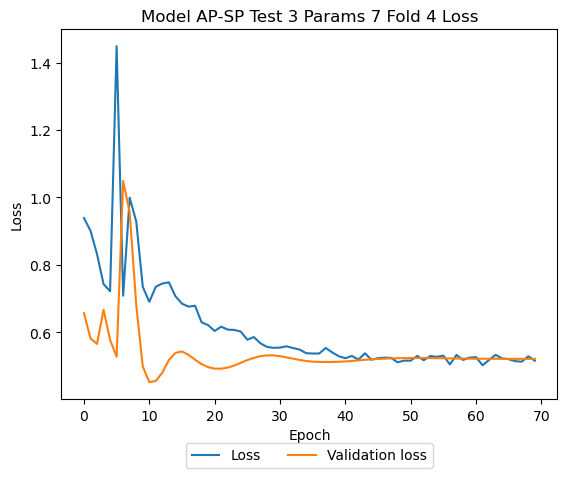 Model AP-SP Test 3 Params 7 Fold 4 Loss
1.4
1.2
1.0
0.8
0.6
Loss
0 10 20 30 40 50 60 70
Epoch
Loss Validation loss